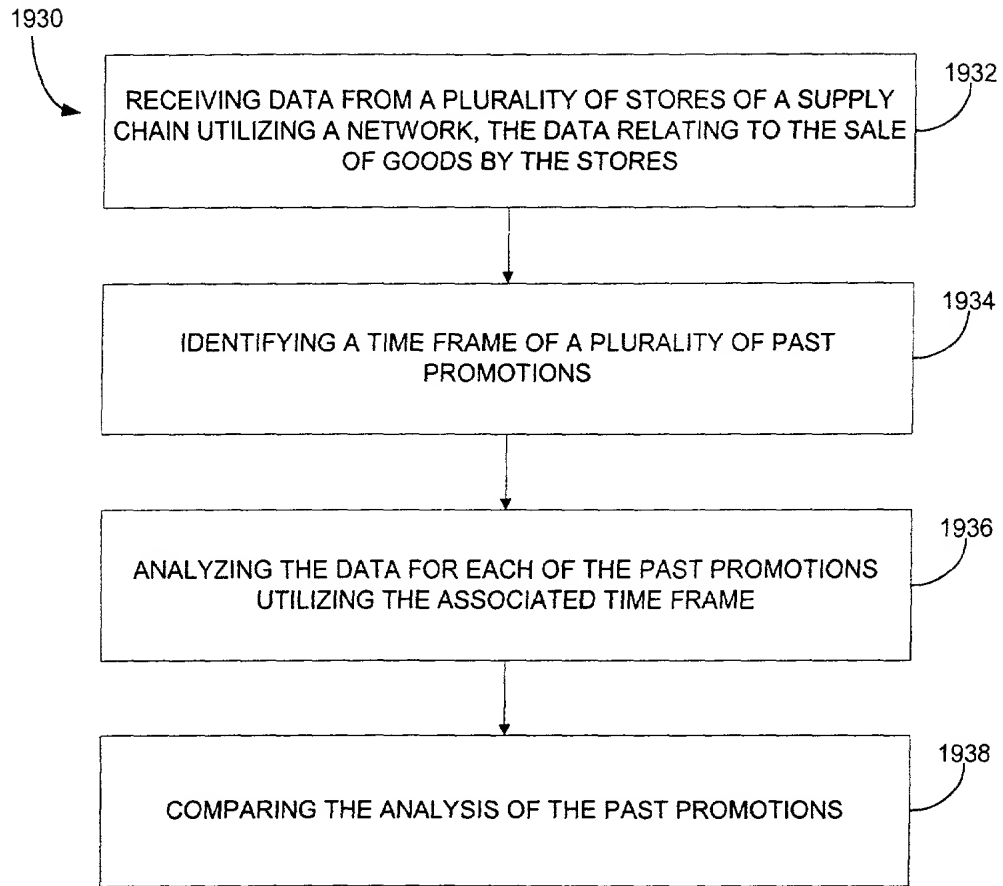 1930
1932
RECEIVING DATA FROM A PLURALITY OF STORES OF A SUPPLY
CHAIN UTILIZING A NETWORK, THE DATA RELATING TO THE SALE
OF GOODS BY THE STORES
1934
IDENTIFYING A TIME FRAME OF A PLURALITY OF PAST
PROMOTIONS
1936
ANALYZING THE DATA FOR EACH OF THE PAST PROMOTIONS
UTILIZING THE ASSOCIATED TIME FRAME
1938
COMPARING THE ANALYSIS OF THE PAST PROMOTIONS